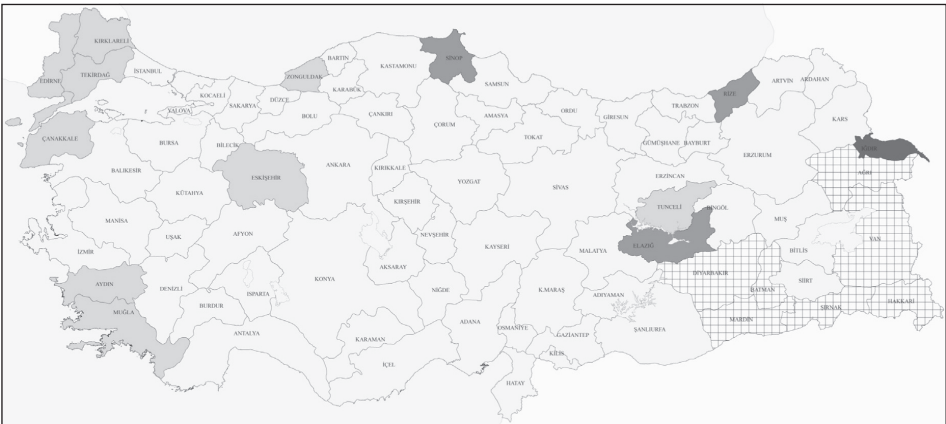 KIRKLARELİ
EDİRNE
TEKİRDAĞ
İSTANBUL
KOCAELİ
YALOVA
SAKARYA
DÜZCE
ZONGULDAK
BARTIN
KARABÜK
KASTAMONU
SİNOP
SAMSUN
BOLU
ÇANKIRI
ÇORUM
AMASYA
ORDU
GİRESUN
TRABZON
RİZE
ARTVİN
ARDAHAN
KARS
GÜMÜŞHANE
BAYBURT
TOKAT
ÇANAKKALE
BURSA
BİLECİK
ESKİŞEHİR
ANKARA
KIRIKKALE
YOZGAT
SİVAS
ERZİNCAN
ERZURUM
AĞRI
BALIKESİR
KÜTAHYA
KIRŞEHİR
TUNCELİ
BİNGÖL
MUŞ
MANİSA
UŞAK
AFYON
NEVŞEHİR
KAYSERİ
MALATYA
ELAZIĞ
BİTLİS
VAN
İZMİR
AKSARAY
KONYA
NİĞDE
K.MARAŞ
ADIYAMAN
DİYARBAKIR
BATMAN
SİİRT
HAKKARİ
AYDIN
DENİZLİ
ISPARTA
BURDUR
MUĞLA
ANTALYA
KARAMAN
İÇEL
ADANA
OSMANİYE
GAZİANTEP
ŞANLIURFA
MARDİN
ŞIRNAK
KİLİS
HATAY